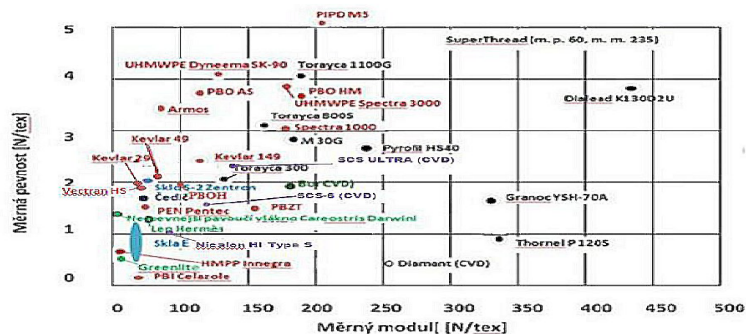 PIPD M5
5
SuperThread (m. p. 60, m. m. 235)
UHMWPE Dyneema SK-90
Torayca 1100G
4
PBO AS
PBO HM
Dialead K13D2U
UHMWPE Spectra 3000
Armos
Torayca 800S
3
Spectra 1000
Kevlar 49
M 30G
Pyrofil HS40
Kevlar 29
Kevlar 149
SCS ULTRA (CVD)
Torayca 300
2
Vectran HS
Sklo S-2 Zentron
Bor (CVD)
Čedič
PBOH
SCS-6 (CVD)
Granoc YSH-70A
PEN Pentec
PBZT
Nejpevnější pavoučí vlákno Careostris Darwini
1
Len Hermès
Skla E
Nicalon HI Type S
Thornel P 120S
HMPP Innegra
Greenlite
Diamant (CVD)
PBI Celazole
0
0
50
100
150
200
250
300
350
400
450
500
Měrná pevnost [N/tex]
Měrný modul[ [N/tex]